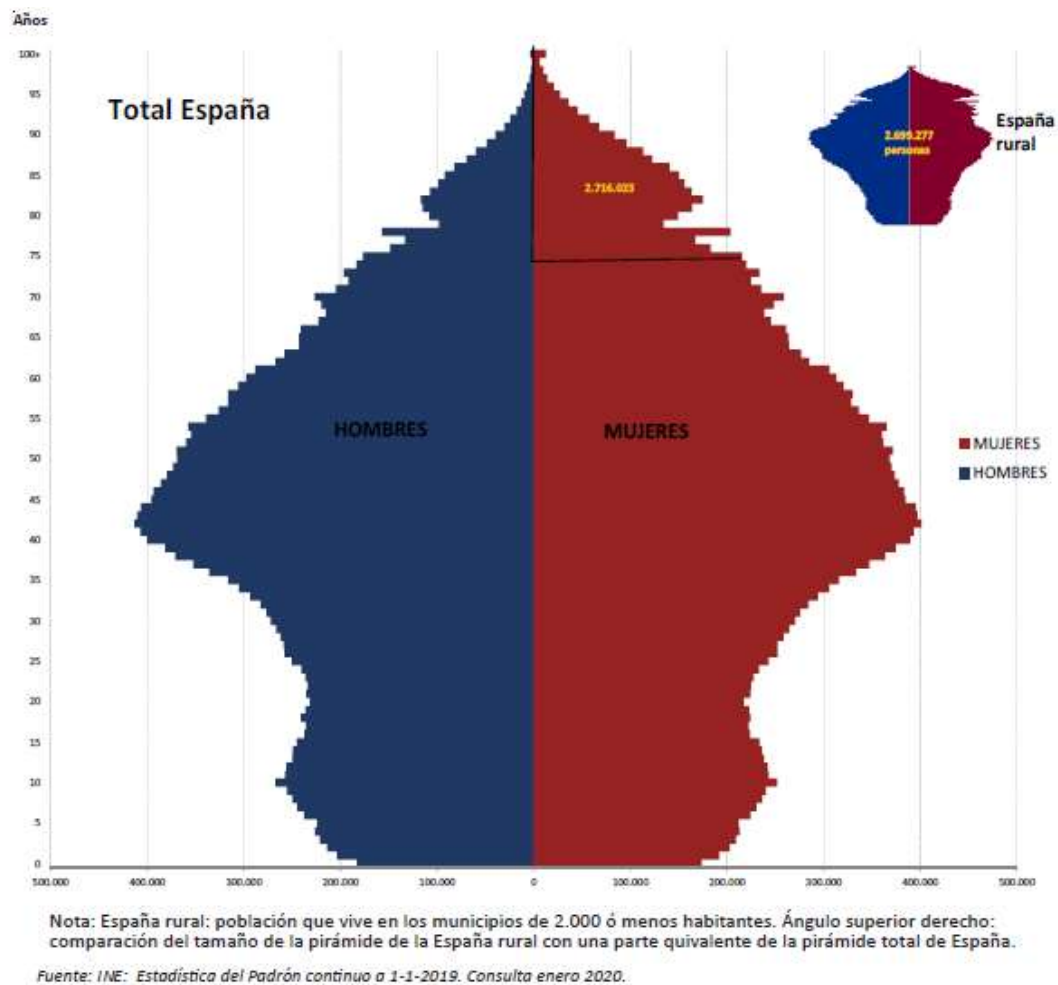 Años
Total España
100+
95
90
85
80
75
70
65
60
55
50
45
40
35
30
25
20
15
10
5
0
2.716.023
2.699.277
personas
España
rural
HOMBRES
MUJERES
MUJERES
HOMBRES
500.000 400.000 300.000 200.000 100.000 0 100.000 200.000 300.000 400.000 500.000
Nota: España rural: población que vive en los municipios de 2.000 ó menos habitantes. Ángulo superior derecho:
comparación del tamaño de la pirámide de la España rural con una parte quivalente de la pirámide total de España.
Fuente: INE: Estadística del Padrón continuo a 1-1-2019. Consulta enero 2020.